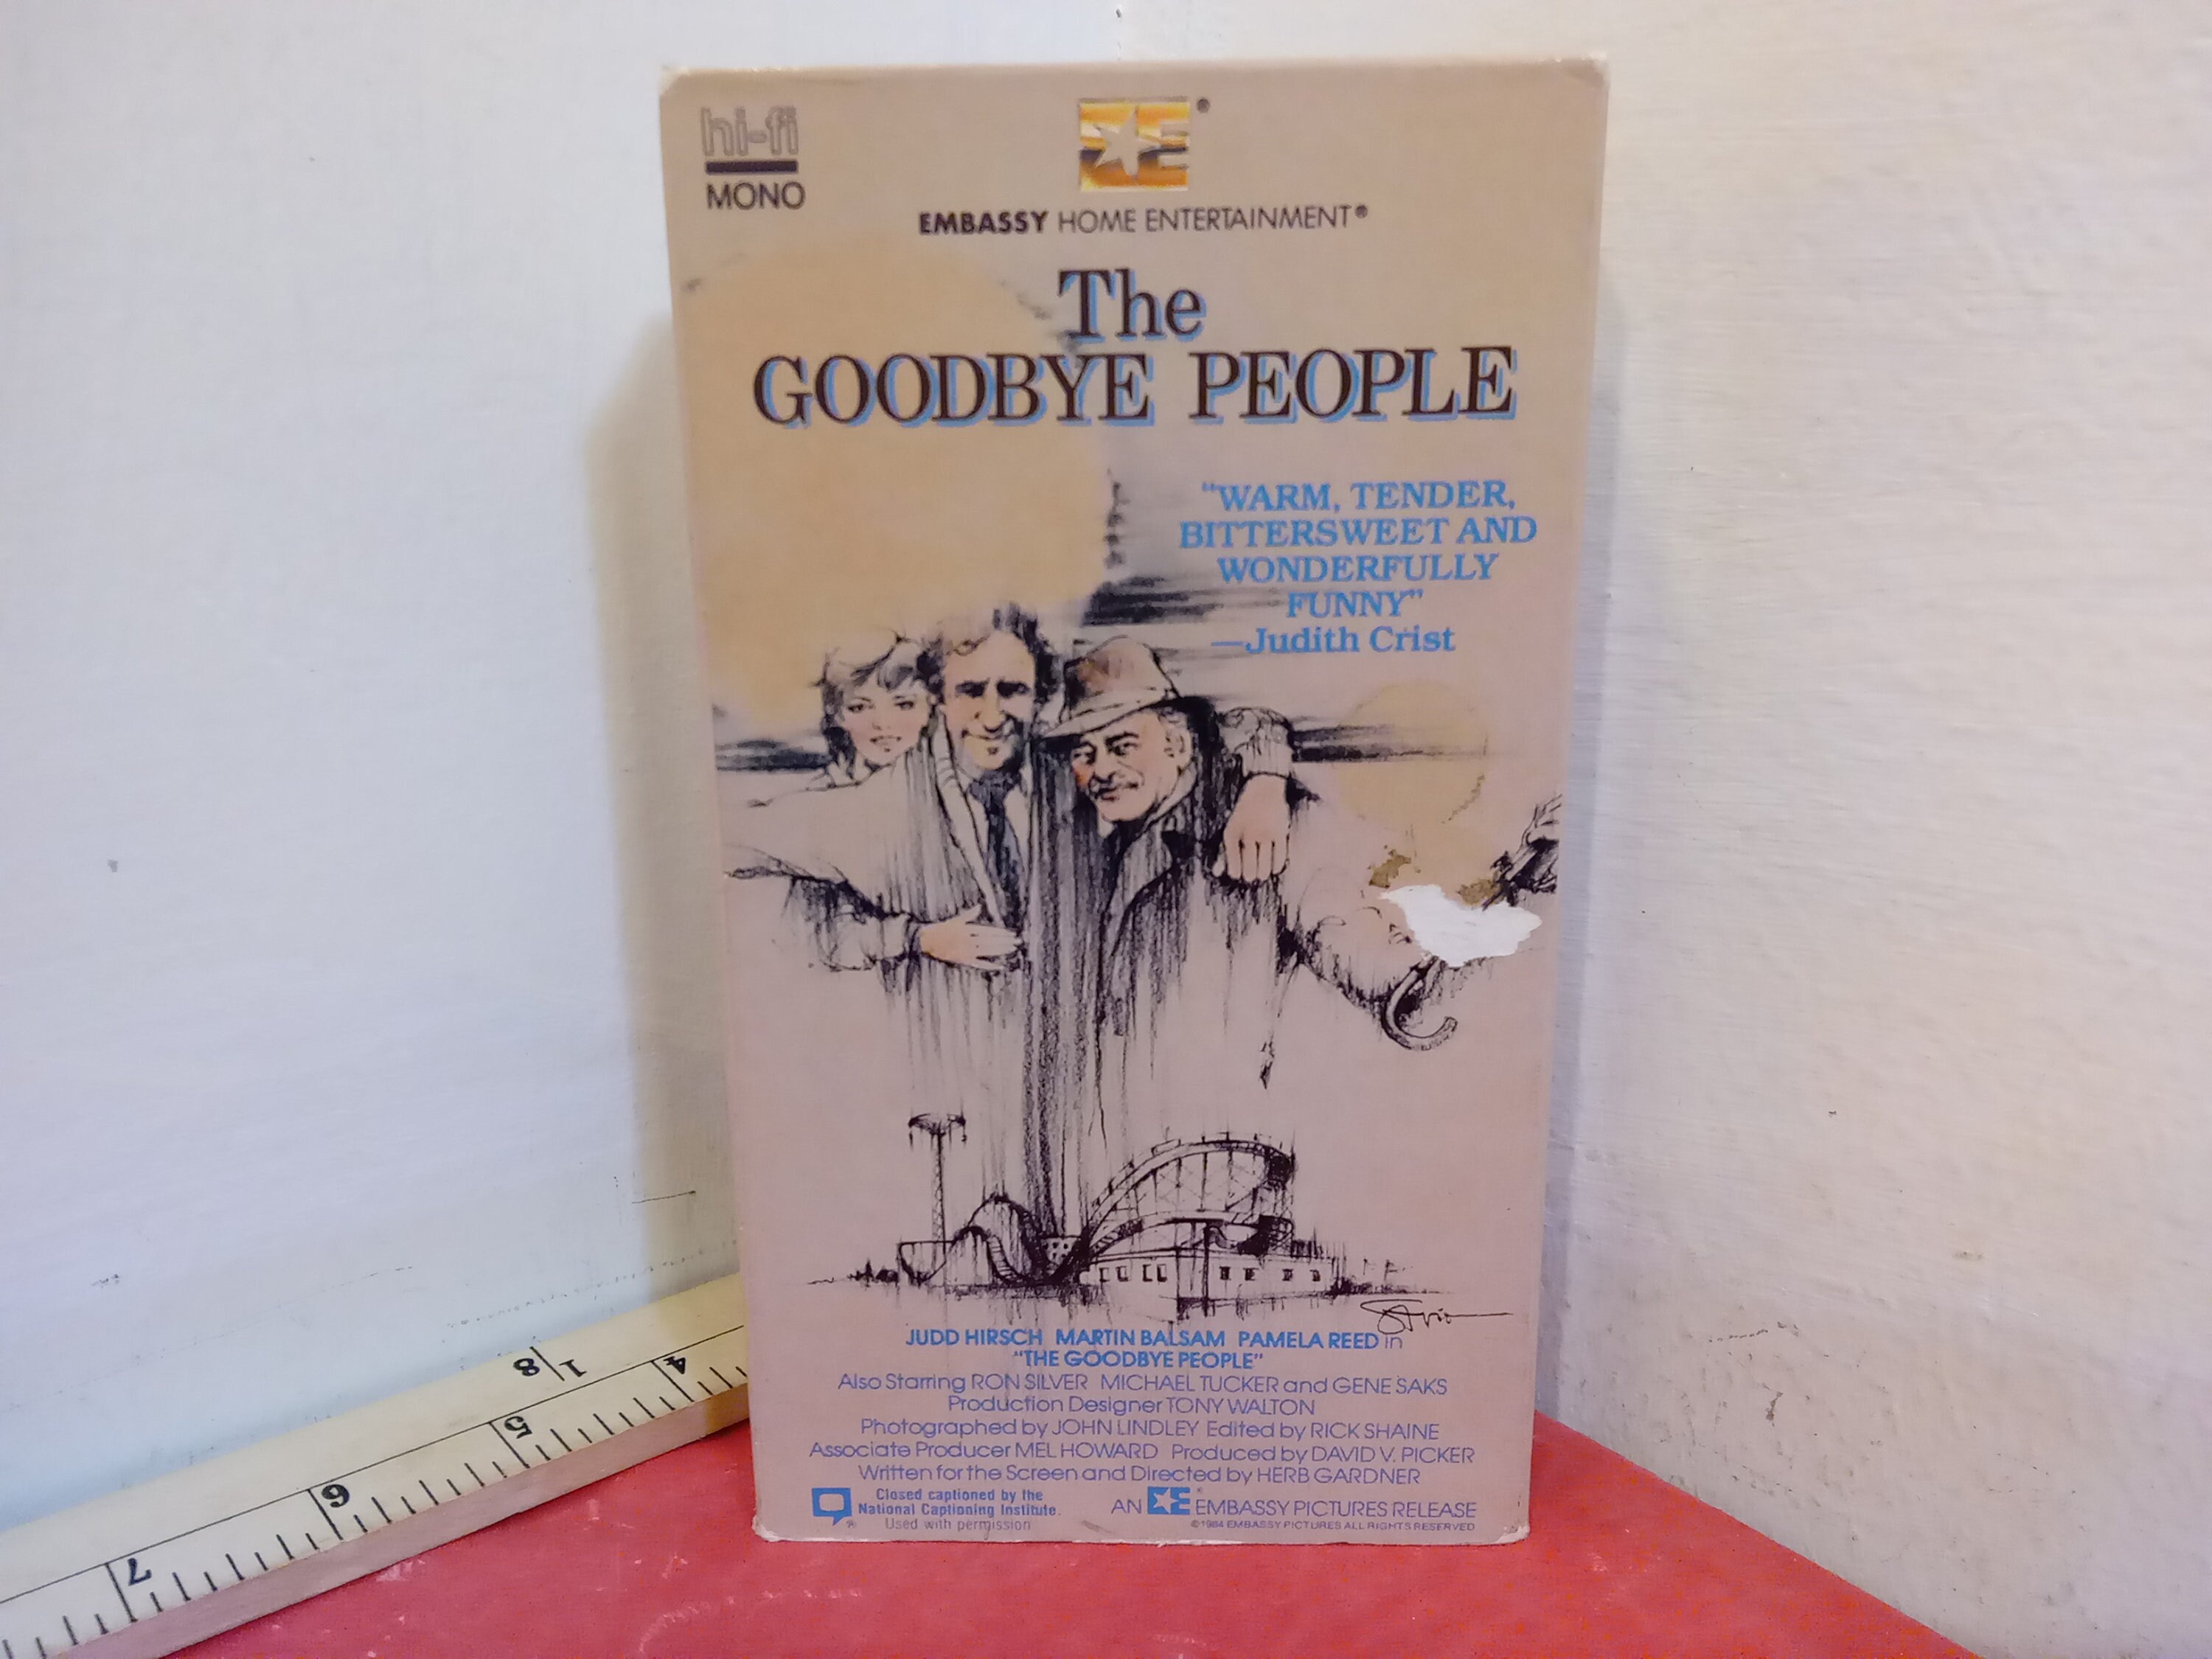 hi-fi
MONO
EMBASSY HOME ENTERTAINMENT®
The
GOODBYE PEOPLE
"WARM, TENDER,
BITTERSWEET AND
WONDERFULLY
FUNNY"
—Judith Crist
JUDD HIRSCH MARTIN BALSAM PAMELA REED in
"THE GOODBYE PEOPLE"
Also Starring RON SILVER MICHAEL TUCKER and GENE SAKS
Production Designer TONY WALTON
Photographed by JOHN LINDLEY Edited by RICK SHAINE
Associate Producer MEL HOWARD Produced by DAVID V. PICKER
Written for the Screen and Directed by HERB GARDNER
Closed captioned by the
National Captioning Institute.
Used with permission
AN EMBASSY PICTURES RELEASE
©1984 EMBASSY PICTURES ALL RIGHTS RESERVED
18
4
5
6
7